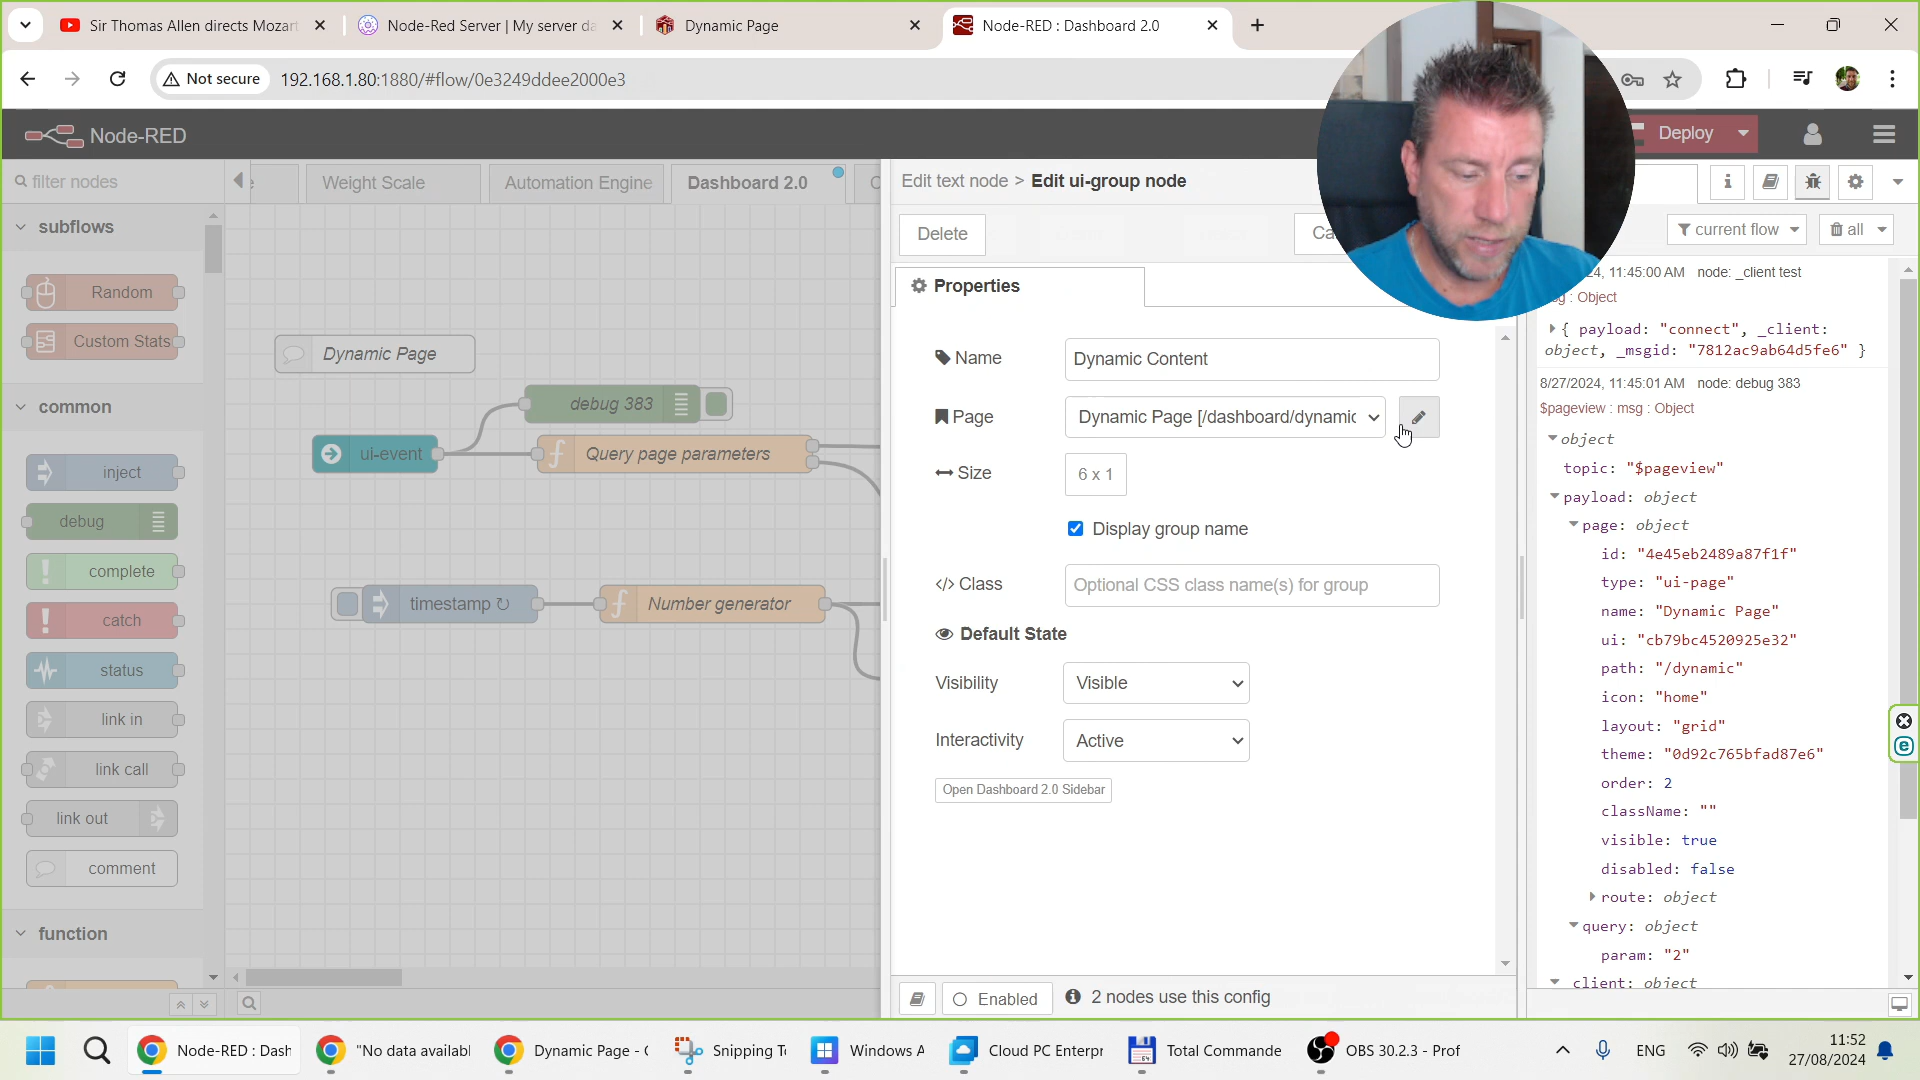 Sir Thomas Allen directs Mozar
Node-Red Server | My server da
Dynamic Page
Node-RED : Dashboard 2.0
Not secure
192.168.1.80:1880/#flow/0e3249ddee2000e3
Node-RED
Deploy
filter nodes
Weight Scale
Automation Engine
Dashboard 2.0
Edit text node > Edit ui-group node
subflows
Random
Custom Stats
common
inject
debug
complete
catch
status
link in
link call
link out
comment
function
Dynamic Page
debug 383
ui-event
Query page parameters
timestamp ↻
Number generator
Delete
Properties
Name
Dynamic Content
Page
Dynamic Page [/dashboard/dynamic
Size
6 x 1
Display group name
</> Class
Optional CSS class name(s) for group
Default State
Visibility
Visible
Interactivity
Active
Open Dashboard 2.0 Sidebar
Enabled
2 nodes use this config
current flow
all
24, 11:45:00 AM node: _client test
: Object
{ payload: "connect", _client:
object, _msgid: "7812ac9ab64d5fe6" }
8/27/2024, 11:45:01 AM node: debug 383
$pageview : msg : Object
object
topic: "$pageview"
payload: object
page: object
id: "4e45eb2489a87f1f"
type: "ui-page"
name: "Dynamic Page"
ui: "cb79bc4520925e32"
path: "/dynamic"
icon: "home"
layout: "grid"
theme: "0d92c765bfad87e6"
order: 2
className: ""
visible: true
disabled: false
route: object
query: object
param: "2"
client: object
Node-RED : Dash
"No data availabl
Dynamic Page - 
Snipping T
Windows A
Cloud PC Enterpr
Total Commande
OBS 30.2.3 - Prof
ENG
11:52
27/08/2024